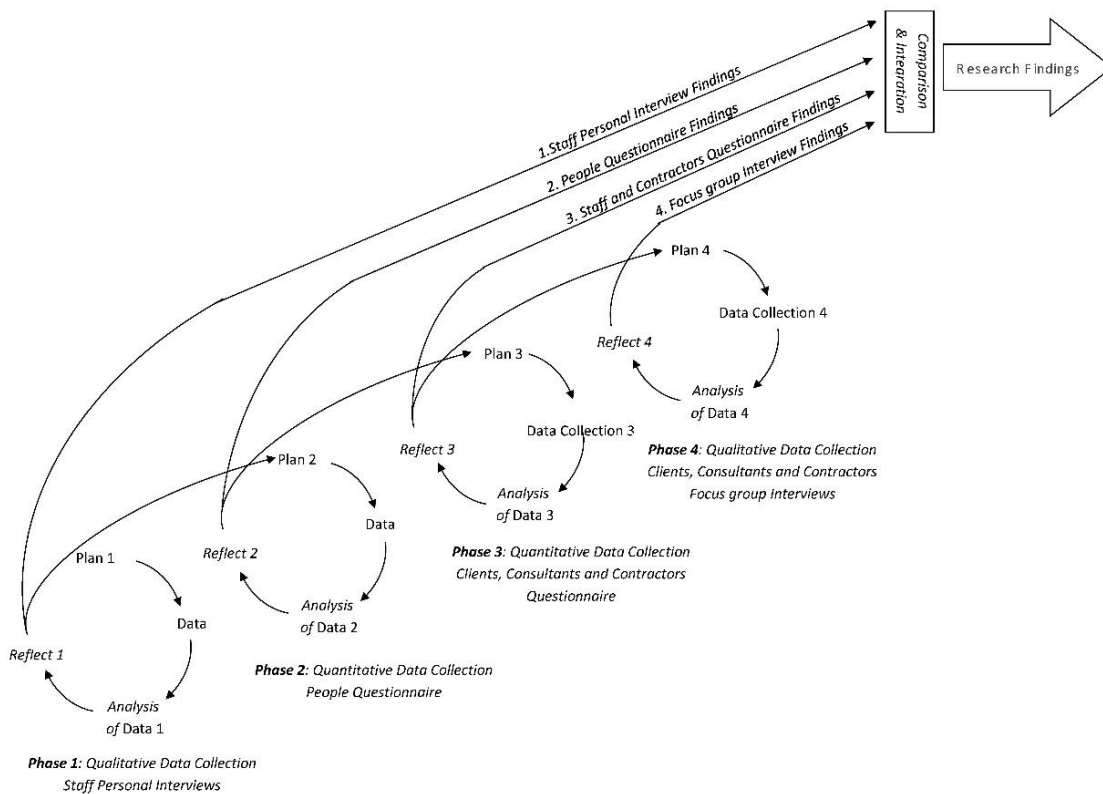 Comparison
& Integration
Research Findings
1.Staff Personal Interview Findings
2. People Questionnaire Findings
3. Staff and Contractors Questionnaire Findings
4. Focus group Interview Findings
Plan 4
Data Collection 4
Reflect 4
Analysis
of Data 4
Phase 4: Qualitative Data Collection
Clients, Consultants and Contractors
Focus group Interviews
Plan 3
Data Collection 3
Reflect 3
Analysis
of Data 3
Phase 3: Quantitative Data Collection
Clients, Consultants and Contractors
Questionnaire
Plan 2
Data
Reflect 2
Analysis
of Data 2
Phase 2: Quantitative Data Collection
People Questionnaire
Plan 1
Data
Reflect 1
Analysis
of Data 1
Phase 1: Qualitative Data Collection
Staff Personal Interviews